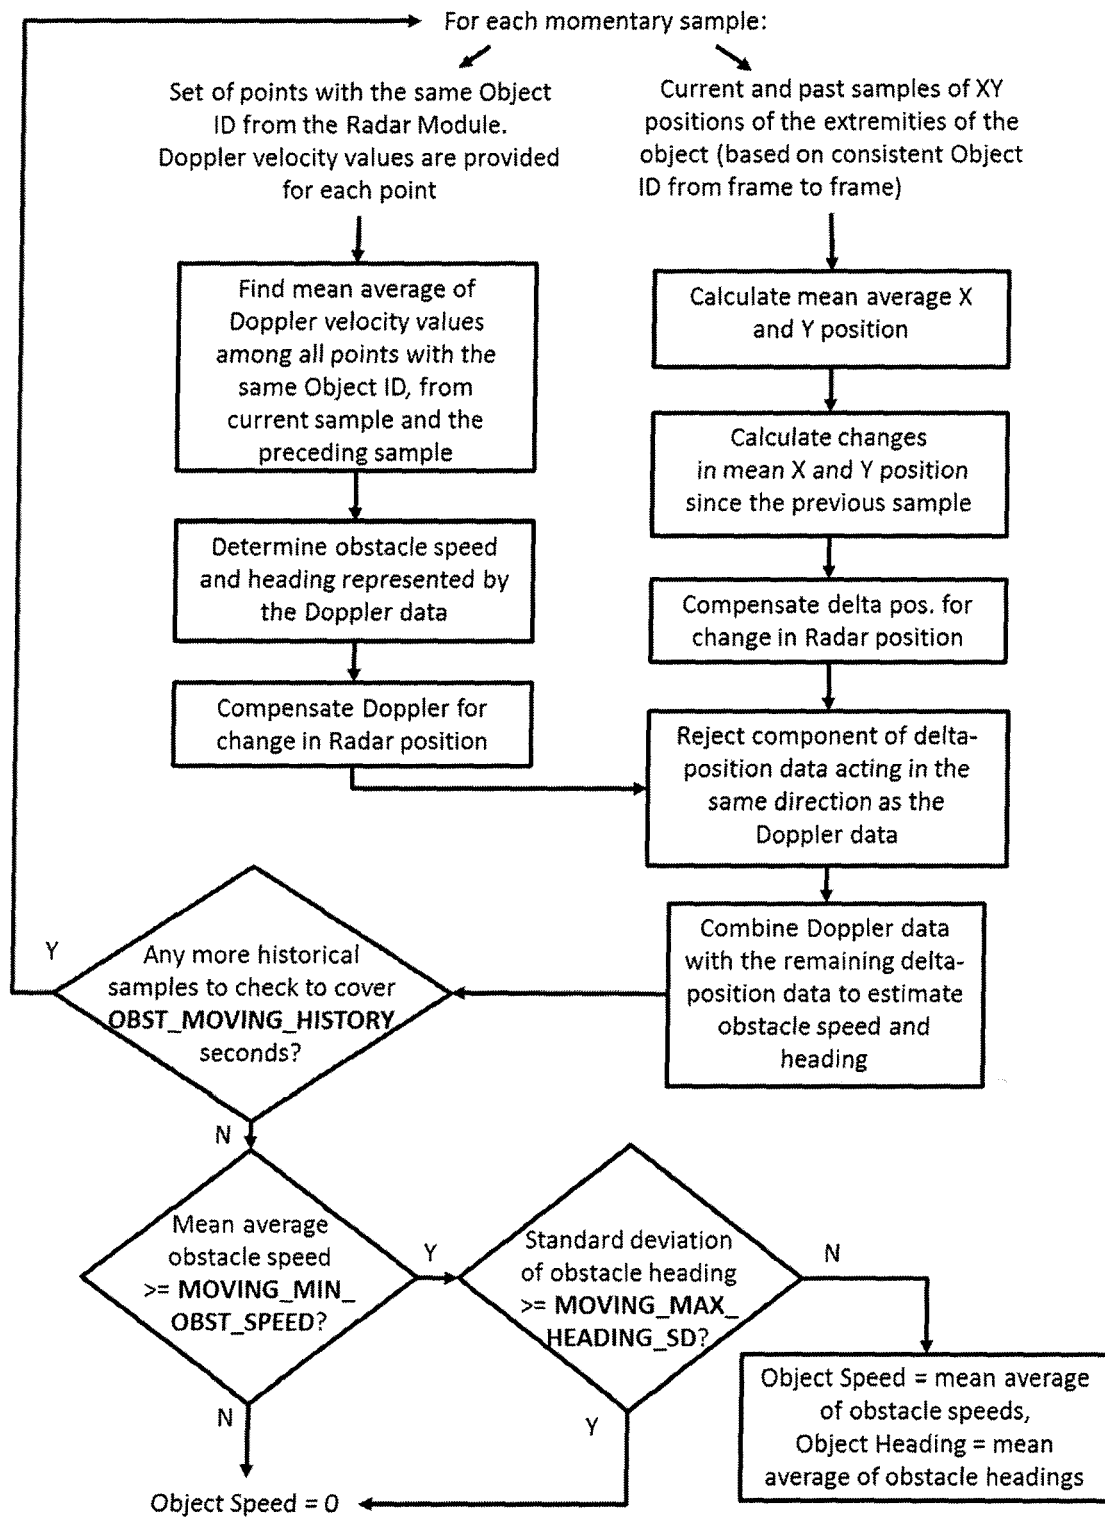 For each momentary sample:
Set of points with the same Object
ID from the Radar Module.
Doppler velocity values are provided
for each point
Current and past samples of XY
positions of the extremities of the
object (based on consistent Object
ID from frame to frame)
Find mean average of
Doppler velocity values
among all points with the
same Object ID, from
current sample and the
preceding sample
Calculate mean average X
and Y position
Calculate changes
in mean X and Y position
since the previous sample
Determine obstacle speed
and heading represented by
the Doppler data
Compensate delta pos. for
change in Radar position
Compensate Doppler for
change in Radar position
Reject component of delta-
position data acting in the
same direction as the
Doppler data
Combine Doppler data
with the remaining delta-
position data to estimate
obstacle speed and
heading
Y
Any more historical
samples to check to cover
OBST_MOVING_HISTORY
seconds?
N
Mean average
obstacle speed
>= MOVING_MIN_
OBST_SPEED?
Y
Standard deviation
of obstacle heading
>= MOVING_MAX_
HEADING_SD?
N
Object Speed = mean average
of obstacle speeds,
Object Heading = mean
average of obstacle headings
N
Y
Object Speed = 0